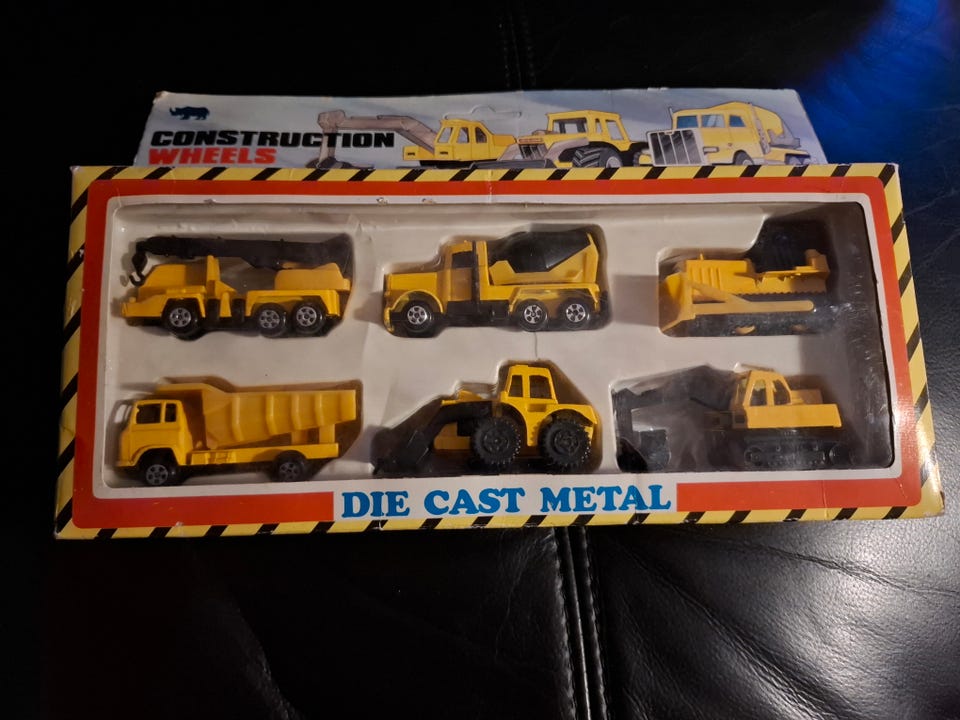 CONSTRUCTION
WHEELS
DIE CAST METAL